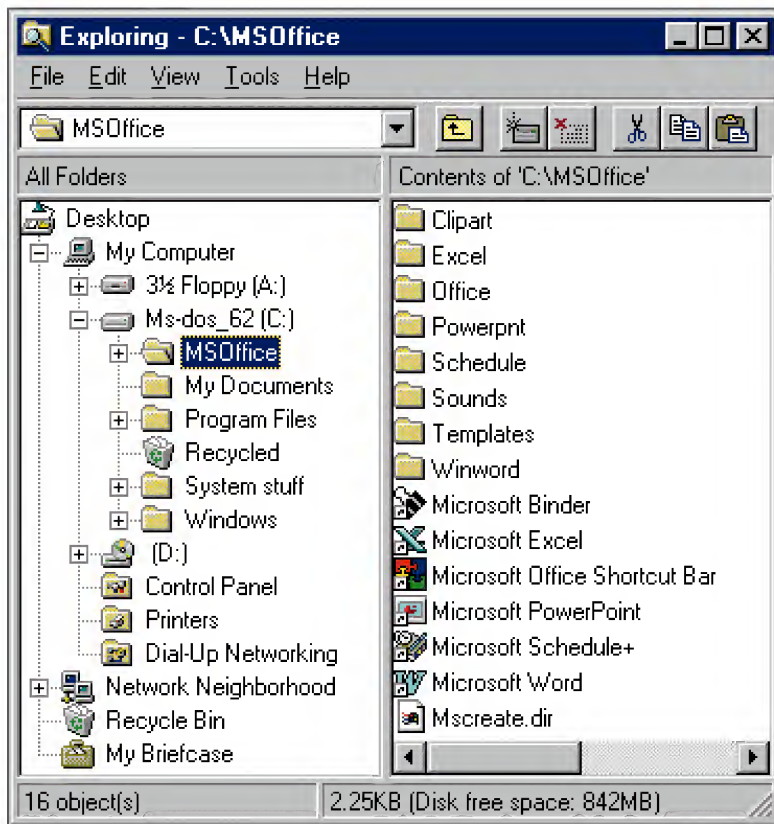 Exploring - C:\MSOffice
File Edit View Tools Help
MSOffice
All Folders
Contents of 'C:\MSOffice'
Desktop
My Computer
3½ Floppy (A:)
Ms-dos_62 (C:)
MSOffice
My Documents
Program Files
Recycled
System stuff
Windows
(D:)
Control Panel
Printers
Dial-Up Networking
Network Neighborhood
Recycle Bin
My Briefcase
Clipart
Excel
Office
Powerpnt
Schedule
Sounds
Templates
Winword
Microsoft Binder
Microsoft Excel
Microsoft Office Shortcut Bar
Microsoft PowerPoint
Microsoft Schedule+
Microsoft Word
Mscreate.dir
16 object(s)
2.25KB (Disk free space: 842MB)